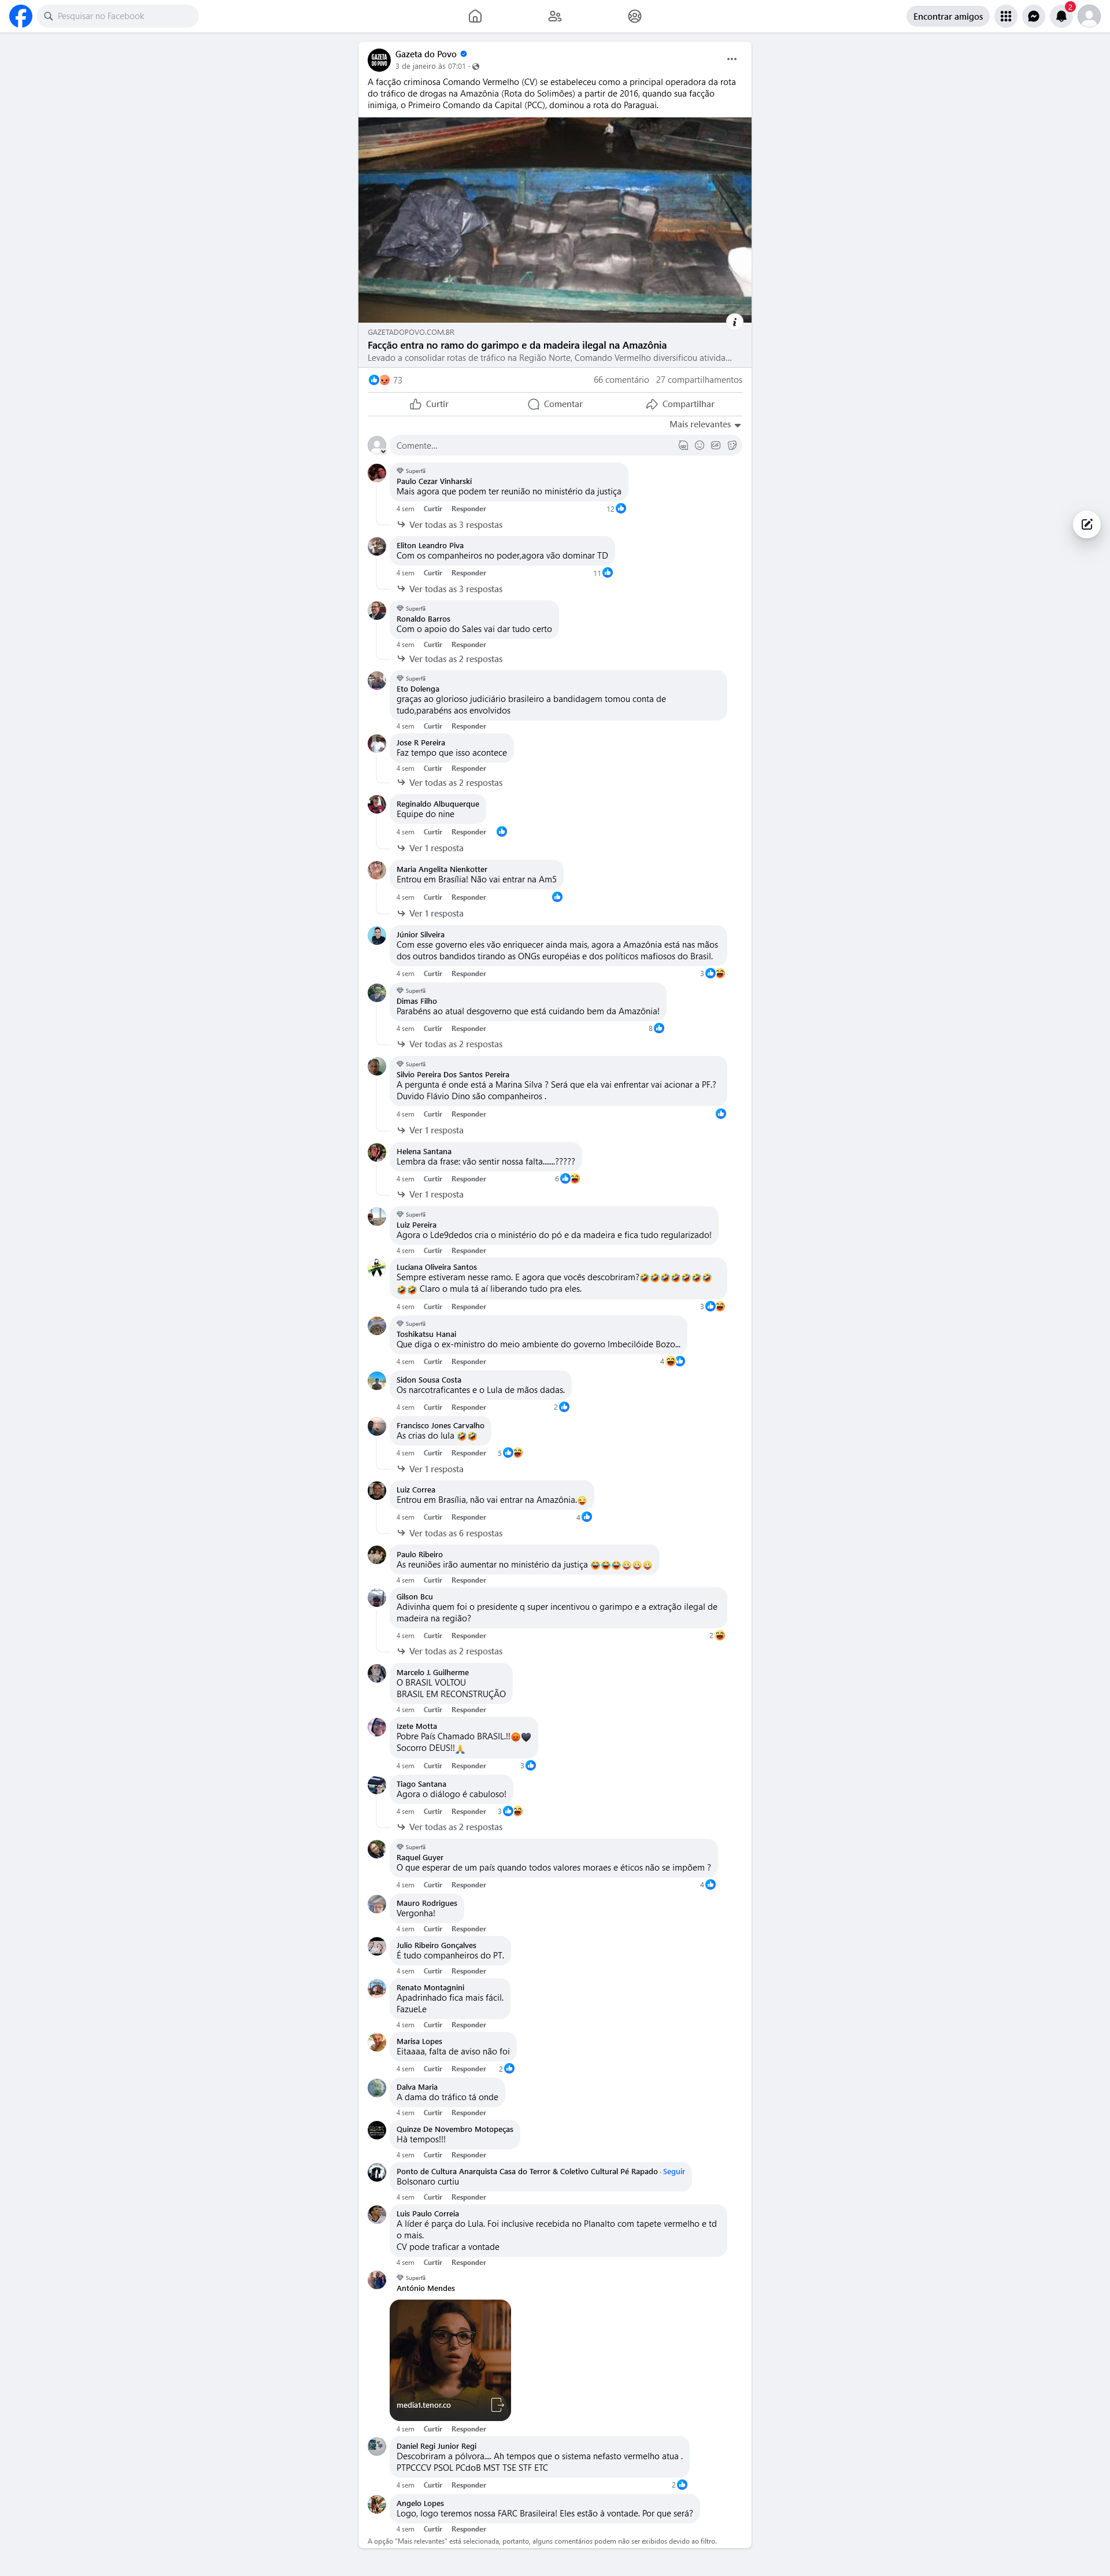 Pesquisar no Facebook
Encontrar amigos
2
GAZETA DO POVO
Gazeta do Povo
3 de janeiro às 07:01 ·
A facção criminosa Comando Vermelho (CV) se estabeleceu como a principal operadora da rota
do tráfico de drogas na Amazônia (Rota do Solimões) a partir de 2016, quando sua facção
inimiga, o Primeiro Comando da Capital (PCC), dominou a rota do Paraguai.
GAZETADOPOVO.COM.BR
Facção entra no ramo do garimpo e da madeira ilegal na Amazônia
Levado a consolidar rotas de tráfico na Região Norte, Comando Vermelho diversificou ativida...
73
66 comentário 27 compartilhamentos
Curtir Comentar Compartilhar
Mais relevantes
Comente...
Superfã
Paulo Cezar Vinharski
Mais agora que podem ter reunião no ministério da justiça
4 sem Curtir Responder 12
Ver todas as 3 respostas
Eliton Leandro Piva
Com os companheiros no poder,agora vão dominar TD
4 sem Curtir Responder 11
Ver todas as 3 respostas
Superfã
Ronaldo Barros
Com o apoio do Sales vai dar tudo certo
4 sem Curtir Responder
Ver todas as 2 respostas
Superfã
Eto Dolenga
graças ao glorioso judiciário brasileiro a bandidagem tomou conta de
tudo,parabéns aos envolvidos
4 sem Curtir Responder
Jose R Pereira
Faz tempo que isso acontece
4 sem Curtir Responder
Ver todas as 2 respostas
Reginaldo Albuquerque
Equipe do nine
4 sem Curtir Responder
Ver 1 resposta
Maria Angelita Nienkotter
Entrou em Brasília! Não vai entrar na Am5
4 sem Curtir Responder
Ver 1 resposta
Júnior Silveira
Com esse governo eles vão enriquecer ainda mais, agora a Amazônia está nas mãos
dos outros bandidos tirando as ONGs européias e dos políticos mafiosos do Brasil.
4 sem Curtir Responder 3
Superfã
Dimas Filho
Parabéns ao atual desgoverno que está cuidando bem da Amazônia!
4 sem Curtir Responder 8
Ver todas as 2 respostas
Superfã
Silvio Pereira Dos Santos Pereira
A pergunta é onde está a Marina Silva ? Será que ela vai enfrentar vai acionar a PF.?
Duvido Flávio Dino são companheiros .
4 sem Curtir Responder
Ver 1 resposta
Helena Santana
Lembra da frase: vão sentir nossa falta.......?????
4 sem Curtir Responder 6
Ver 1 resposta
Superfã
Luiz Pereira
Agora o Lde9dedos cria o ministério do pó e da madeira e fica tudo regularizado!
4 sem Curtir Responder
Luciana Oliveira Santos
Sempre estiveram nesse ramo. E agora que vocês descobriram?🤣🤣🤣🤣🤣🤣🤣
🤣🤣 Claro o mula tá aí liberando tudo pra eles.
4 sem Curtir Responder 3
Superfã
Toshikatsu Hanai
Que diga o ex-ministro do meio ambiente do governo Imbecilóide Bozo...
4 sem Curtir Responder 4
Sidon Sousa Costa
Os narcotraficantes e o Lula de mãos dadas.
4 sem Curtir Responder 2
Francisco Jones Carvalho
As crias do lula 🤣🤣
4 sem Curtir Responder 5
Ver 1 resposta
Luiz Correa
Entrou em Brasília, não vai entrar na Amazônia.😜
4 sem Curtir Responder 4
Ver todas as 6 respostas
Paulo Ribeiro
As reuniões irão aumentar no ministério da justiça 😂😂😂😀😀😀
4 sem Curtir Responder
Gilson Bcu
Adivinha quem foi o presidente q super incentivou o garimpo e a extração ilegal de
madeira na região?
4 sem Curtir Responder 2
Ver todas as 2 respostas
Marcelo J. Guilherme
O BRASIL VOLTOU
BRASIL EM RECONSTRUÇÃO
4 sem Curtir Responder
Izete Motta
Pobre País Chamado BRASIL.!!😡🖤
Socorro DEUS!!🙏
4 sem Curtir Responder 3
Tiago Santana
Agora o diálogo é cabuloso!
4 sem Curtir Responder 3
Ver todas as 2 respostas
Superfã
Raquel Guyer
O que esperar de um país quando todos valores moraes e éticos não se impõem ?
4 sem Curtir Responder 4
Mauro Rodrigues
Vergonha!
4 sem Curtir Responder
Julio Ribeiro Gonçalves
É tudo companheiros do PT.
4 sem Curtir Responder
Renato Montagnini
Apadrinhado fica mais fácil.
FazueLe
4 sem Curtir Responder
Marisa Lopes
Eitaaaa, falta de aviso não foi
4 sem Curtir Responder 2
Dalva Maria
A dama do tráfico tá onde
4 sem Curtir Responder
Quinze De Novembro Motopeças
Hà tempos!!!
4 sem Curtir Responder
Ponto de Cultura Anarquista Casa do Terror & Coletivo Cultural Pé Rapado · Seguir
Bolsonaro curtiu
4 sem Curtir Responder
Luis Paulo Correia
A líder é parça do Lula. Foi inclusive recebida no Planalto com tapete vermelho e td
o mais.
CV pode traficar a vontade
4 sem Curtir Responder
Superfã
António Mendes
media1.tenor.co
4 sem Curtir Responder
Daniel Regi Junior Regi
Descobriram a pólvora.... Ah tempos que o sistema nefasto vermelho atua .
PTPCCCV PSOL PCdoB MST TSE STF ETC
4 sem Curtir Responder 2
Angelo Lopes
Logo, logo teremos nossa FARC Brasileira! Eles estão à vontade. Por que será?
4 sem Curtir Responder
A opção "Mais relevantes" está selecionada, portanto, alguns comentários podem não ser exibidos devido ao filtro.